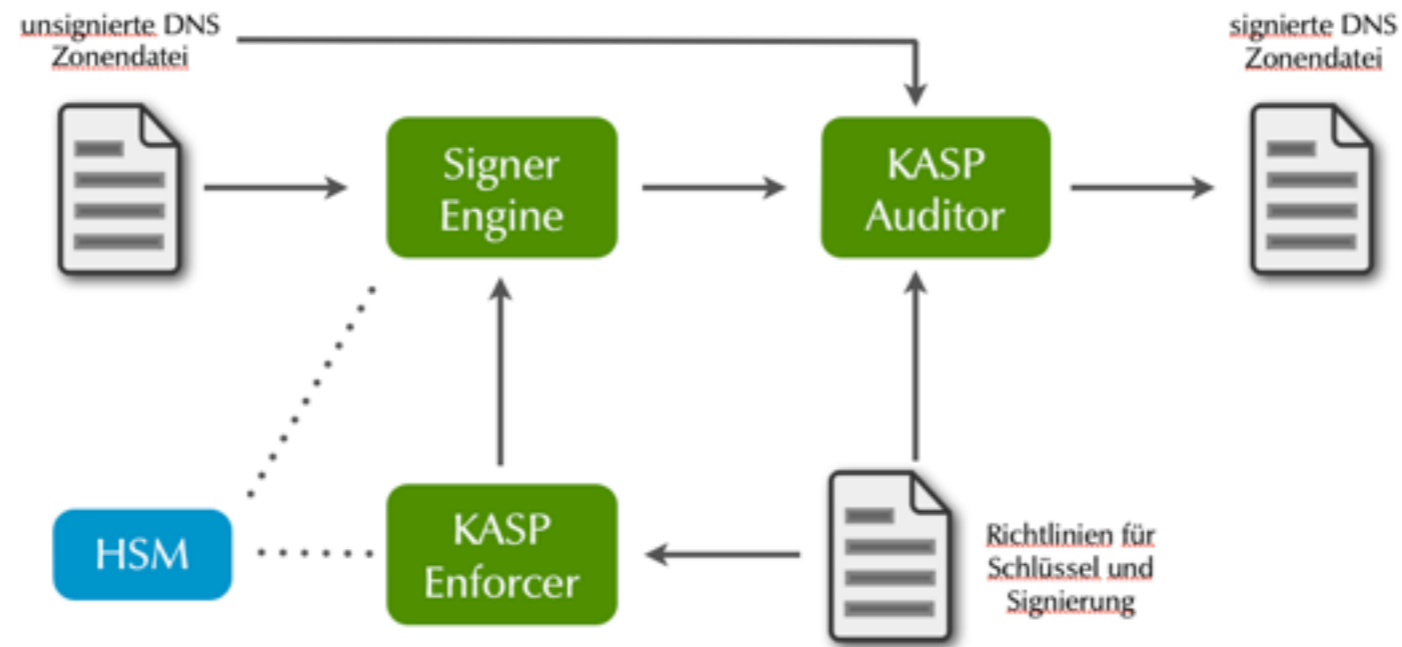 unsignierte DNS
Zonendatei
signierte DNS
Zonendatei
Signer
Engine
KASP
Auditor
HSM
KASP
Enforcer
Richtlinien für
Schlüssel und
Signierung